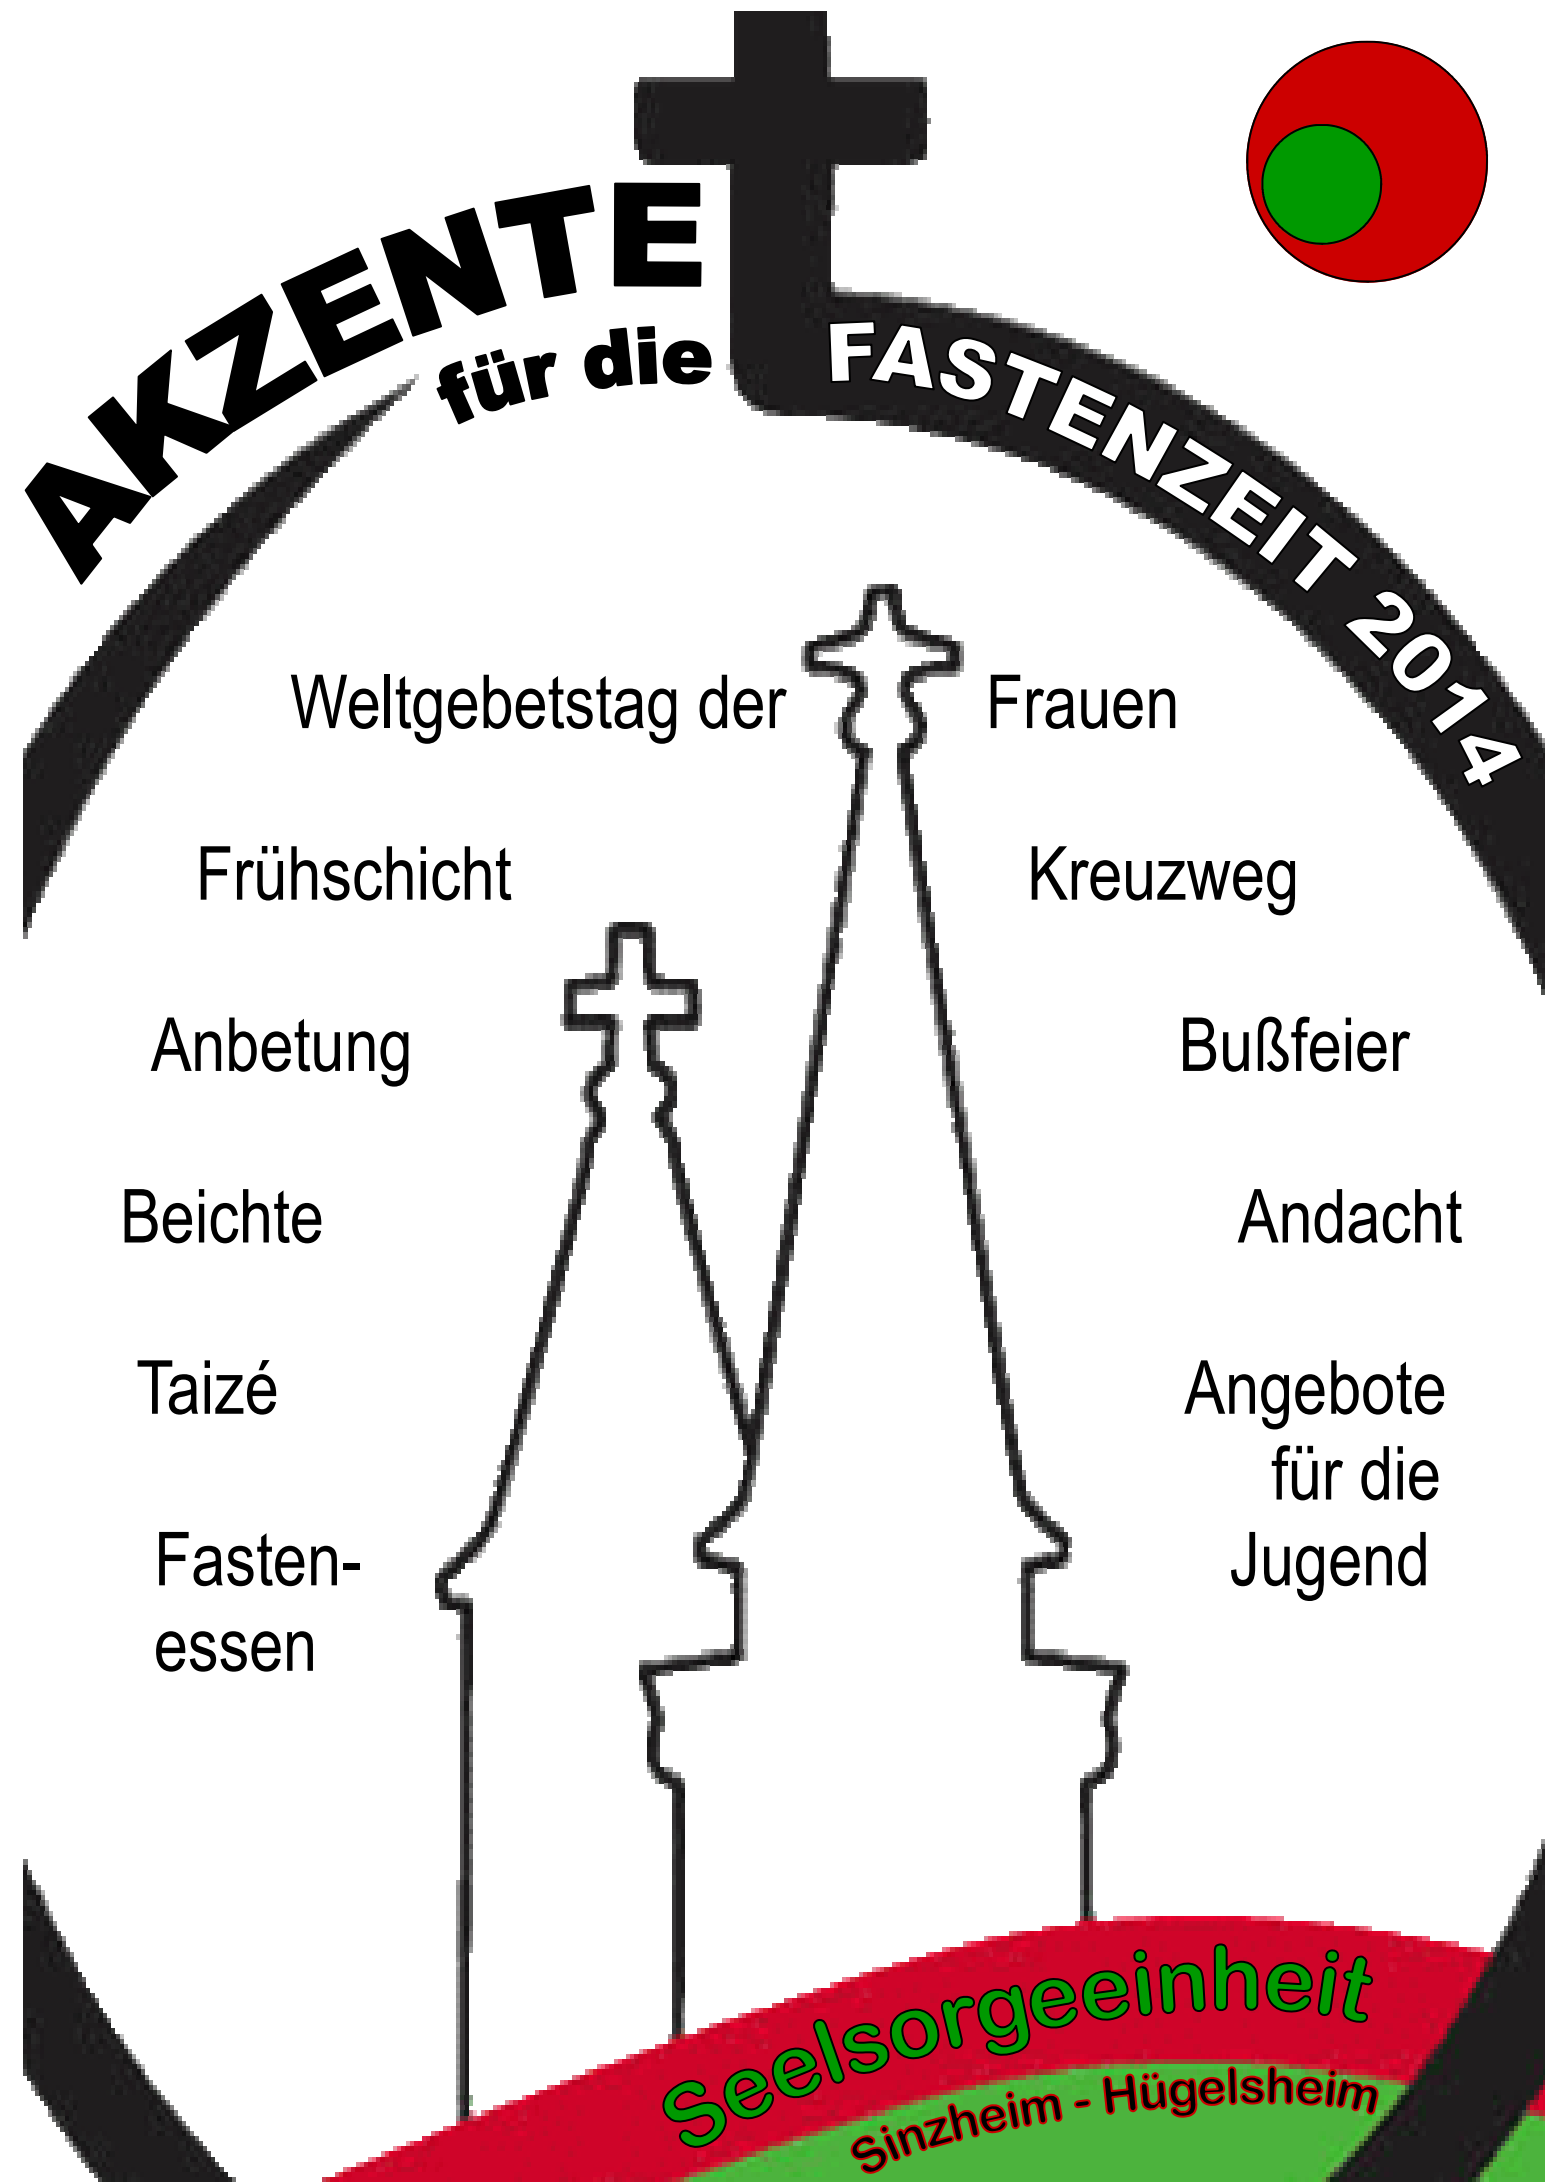 AKZENTE
für die
FASTENZEIT 2014
Weltgebetstag der Frauen
Frühschicht
Kreuzweg
Anbetung
Bußfeier
Beichte
Andacht
Taizé
Angebote
für die
Jugend
Fasten-
essen
Seelsorgeeinheit
Sinzheim - Hügelsheim